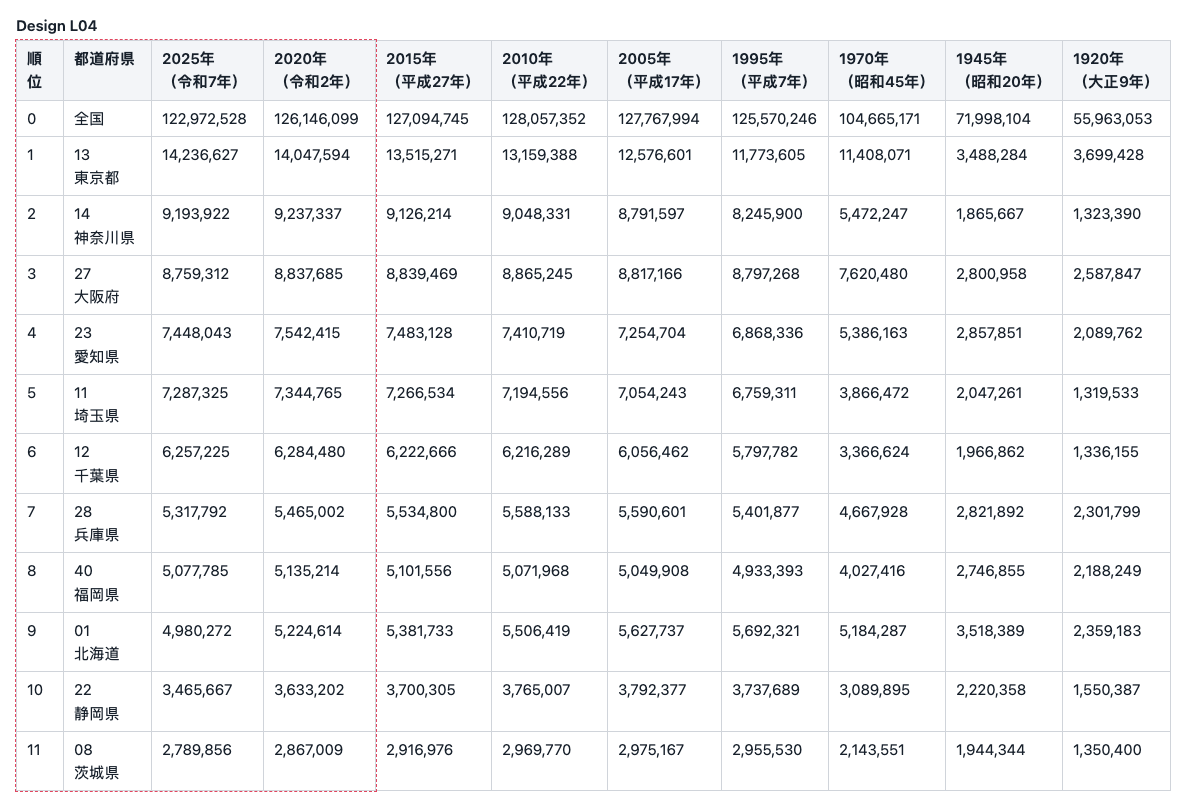 Design L04
順位 都道府県 2025年（令和7年） 2020年（令和2年） 2015年（平成27年） 2010年（平成22年） 2005年（平成17年） 1995年（平成7年） 1970年（昭和45年） 1945年（昭和20年） 1920年（大正9年）
0 全国 122,972,528 126,146,099 127,094,745 128,057,352 127,767,994 125,570,246 104,665,171 71,998,104 55,963,053
1 13 東京都 14,236,627 14,047,594 13,515,271 13,159,388 12,576,601 11,773,605 11,408,071 3,488,284 3,699,428
2 14 神奈川県 9,193,922 9,237,337 9,126,214 9,048,331 8,791,597 8,245,900 5,472,247 1,865,667 1,323,390
3 27 大阪府 8,759,312 8,837,685 8,839,469 8,865,245 8,817,166 8,797,268 7,620,480 2,800,958 2,587,847
4 23 愛知県 7,448,043 7,542,415 7,483,128 7,410,719 7,254,704 6,868,336 5,386,163 2,857,851 2,089,762
5 11 埼玉県 7,287,325 7,344,765 7,266,534 7,194,556 7,054,243 6,759,311 3,866,472 2,047,261 1,319,533
6 12 千葉県 6,257,225 6,284,480 6,222,666 6,216,289 6,056,462 5,797,782 3,366,624 1,966,862 1,336,155
7 28 兵庫県 5,317,792 5,465,002 5,534,800 5,588,133 5,590,601 5,401,877 4,667,928 2,821,892 2,301,799
8 40 福岡県 5,077,785 5,135,214 5,101,556 5,071,968 5,049,908 4,933,393 4,027,416 2,746,855 2,188,249
9 01 北海道 4,980,272 5,224,614 5,381,733 5,506,419 5,627,737 5,692,321 5,184,287 3,518,389 2,359,183
10 22 静岡県 3,465,667 3,633,202 3,700,305 3,765,007 3,792,377 3,737,689 3,089,895 2,220,358 1,550,387
11 08 茨城県 2,789,856 2,867,009 2,916,976 2,969,770 2,975,167 2,955,530 2,143,551 1,944,344 1,350,400